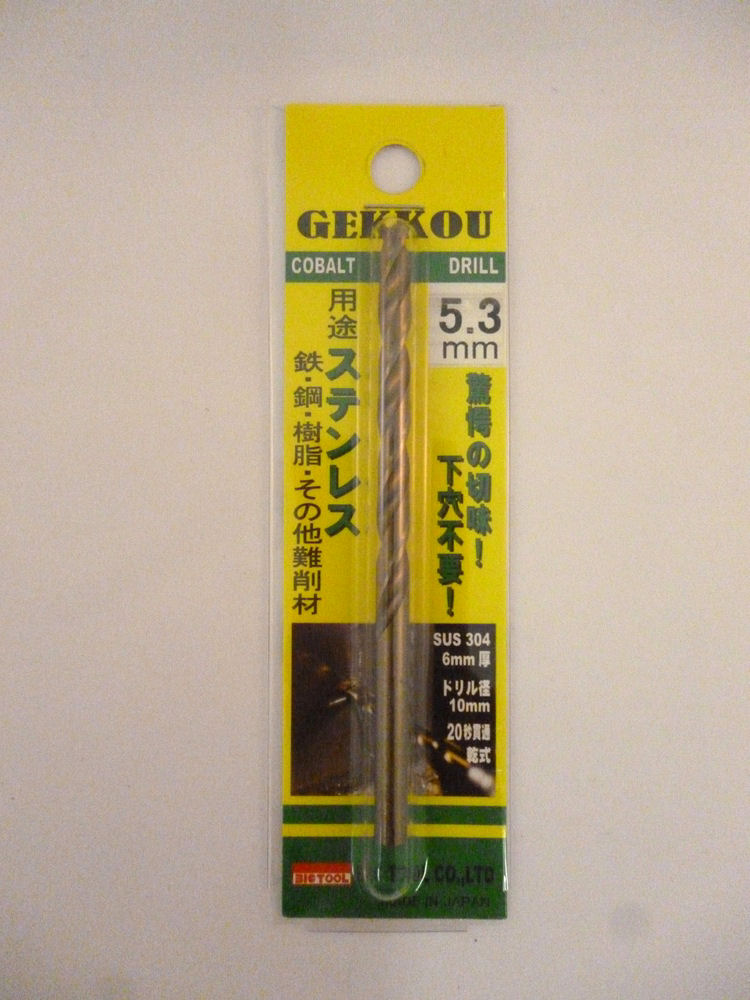 GEKKOU
COBALT DRILL
5.3
mm
用途
ステンレス
鉄・鋼・樹脂・その他難削材
驚愕の切味!
下穴不要!
SUS 304
6mm厚
ドリル径
10mm
20秒貫通
乾式
BIG TOOL
CO.,LTD
MADE IN JAPAN